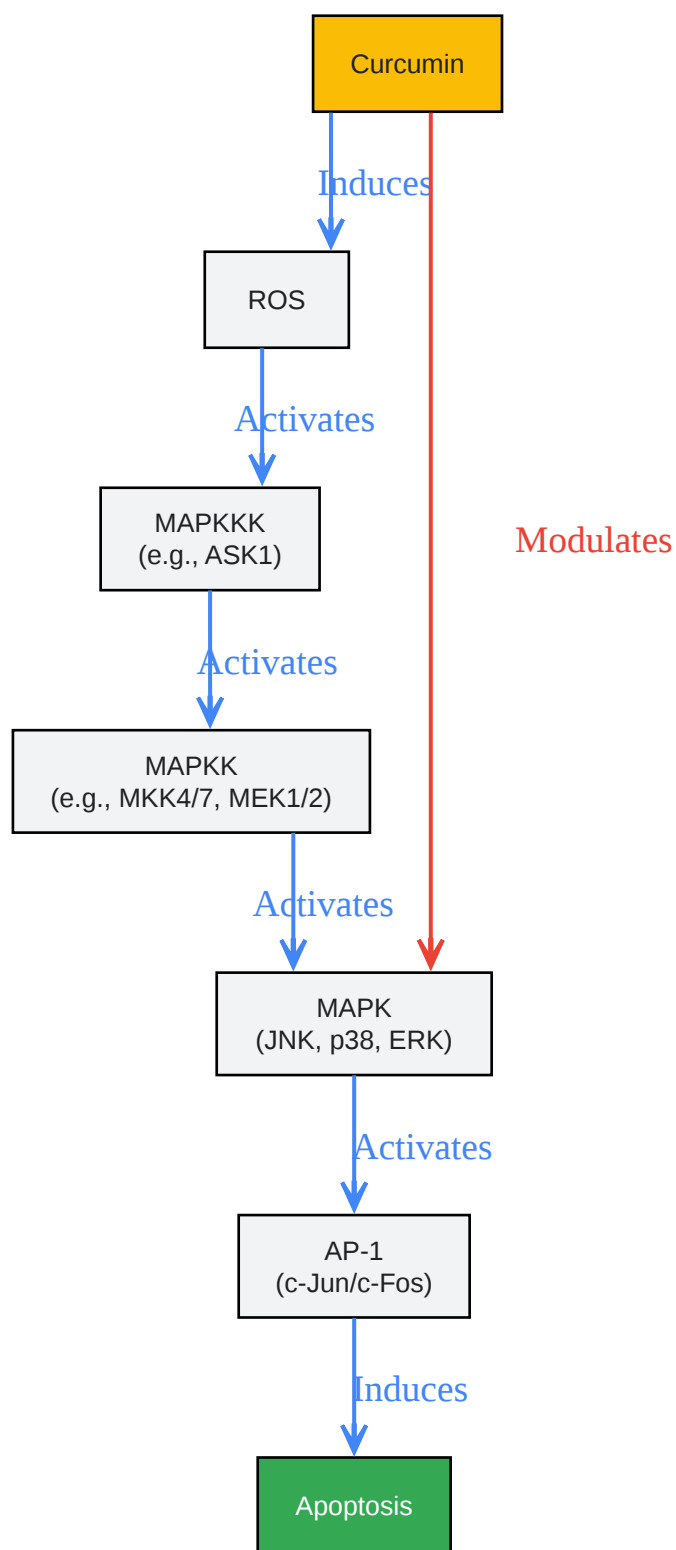 Curcumin
Induces
ROS
Activates
MAPKKK
(e.g., ASK1)
Modulates
Activates
MAPKK
(e.g., MKK4/7, MEK1/2)
Activates
MAPK
(JNK, p38, ERK)
Activates
AP-1
(c-Jun/c-Fos)
Induces
Apoptosis